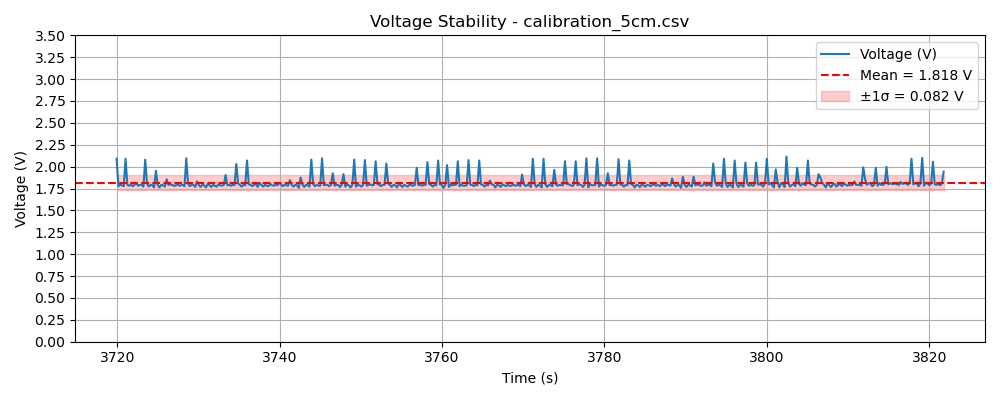 Voltage Stability - calibration_5cm.csv
Voltage (V)
Mean = 1.818 V
±1σ = 0.082 V
3.50
3.25
3.00
2.75
2.50
2.25
2.00
1.75
1.50
1.25
1.00
0.75
0.50
0.25
0.00
Voltage (V)
3720 3740 3760 3780 3800 3820
Time (s)